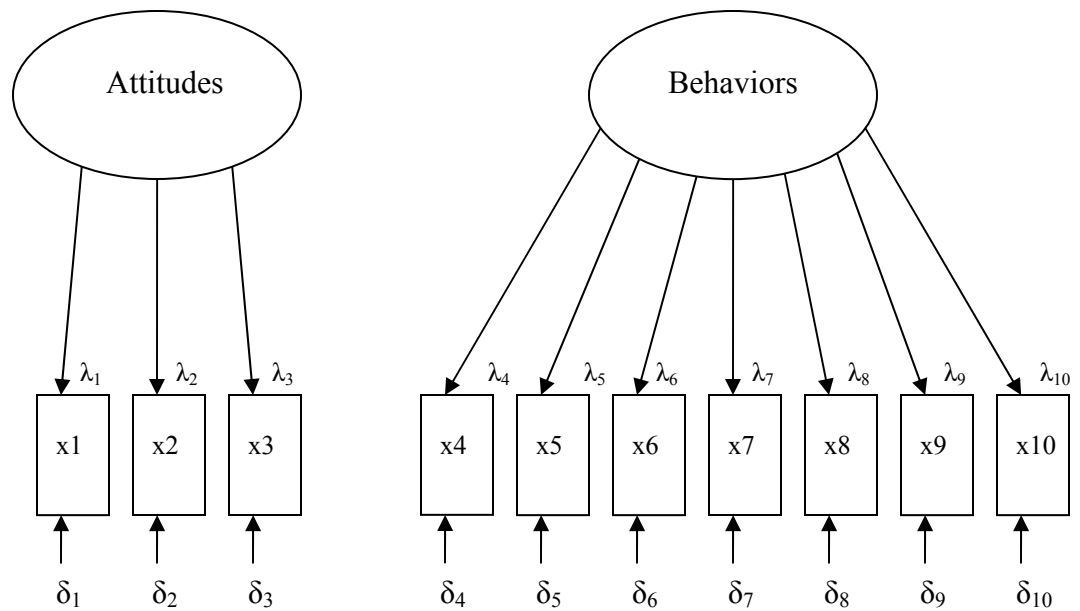 Attitudes Behaviors
λ1 λ2 λ3 λ4 λ5 λ6 λ7 λ8 λ9 λ10
x1 x2 x3 x4 x5 x6 x7 x8 x9 x10
δ1 δ2 δ3 δ4 δ5 δ6 δ7 δ8 δ9 δ10